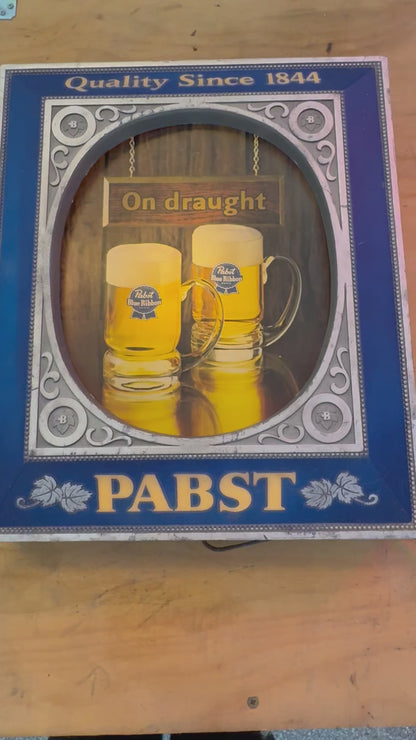 Quality Since 1844
B
B
On draught
Pabst
Blue Ribbon
Pabst
Blue Ribbon
B
B
PABST